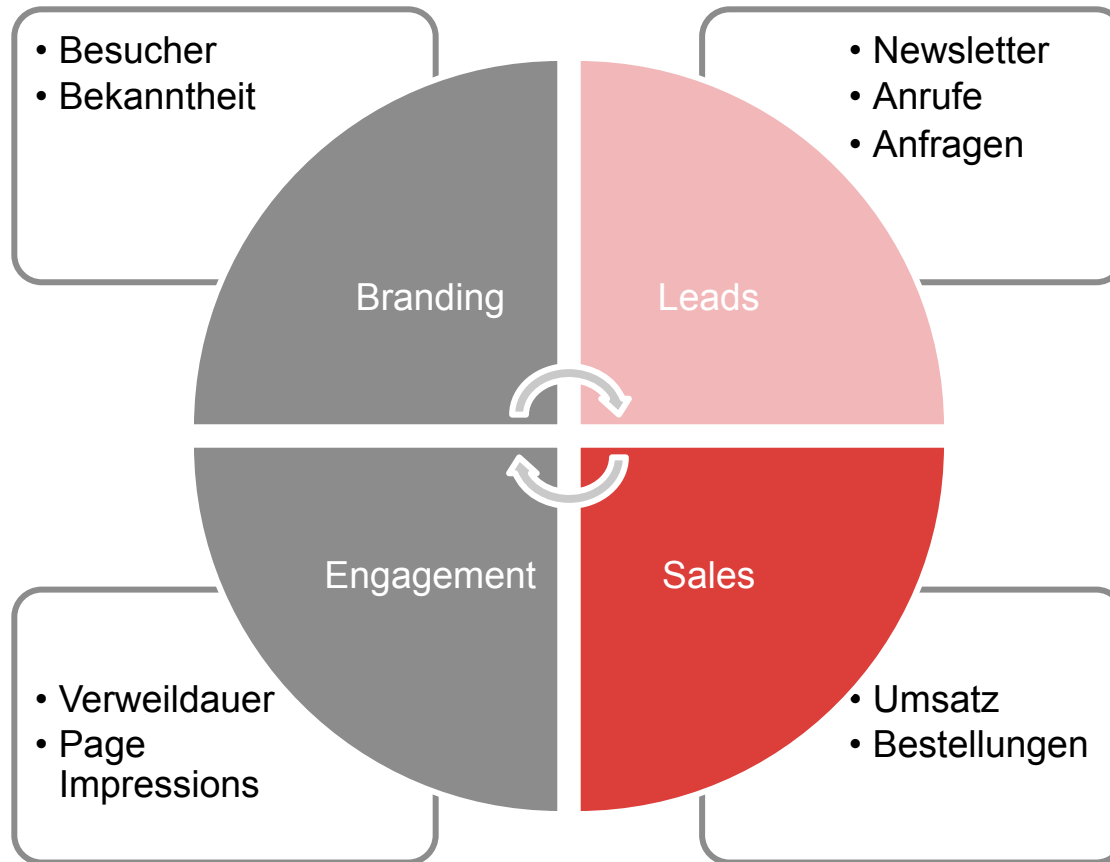 • Besucher
• Bekanntheit
• Newsletter
• Anrufe
• Anfragen
Branding
Leads
Engagement
Sales
• Verweildauer
• Page
Impressions
• Umsatz
• Bestellungen